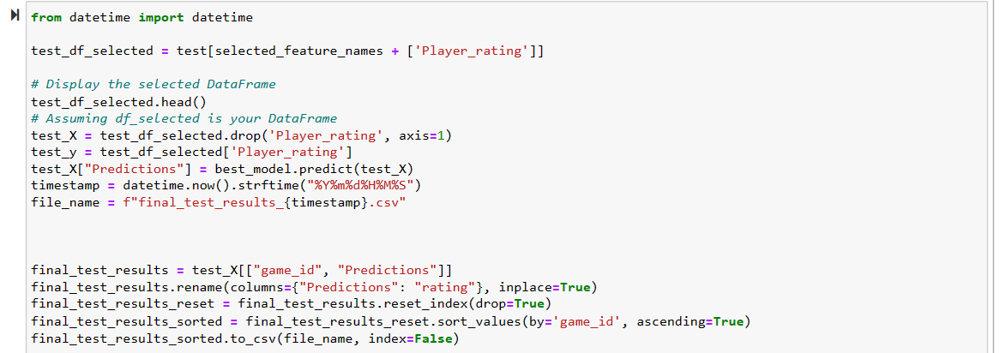 from datetime import datetime
test_df_selected = test[selected_feature_names + ['Player_rating']]
# Display the selected DataFrame
test_df_selected.head()
# Assuming df_selected is your DataFrame
test_X = test_df_selected.drop('Player_rating', axis=1)
test_y = test_df_selected['Player_rating']
test_X["Predictions"] = best_model.predict(test_X)
timestamp = datetime.now().strftime("%Y%m%d%H%M%S")
file_name = f"final_test_results_{timestamp}.csv"
final_test_results = test_X[["game_id", "Predictions"]]
final_test_results.rename(columns={"Predictions": "rating"}, inplace=True)
final_test_results_reset = final_test_results.reset_index(drop=True)
final_test_results_sorted = final_test_results_reset.sort_values(by='game_id', ascending=True)
final_test_results_sorted.to_csv(file_name, index=False)